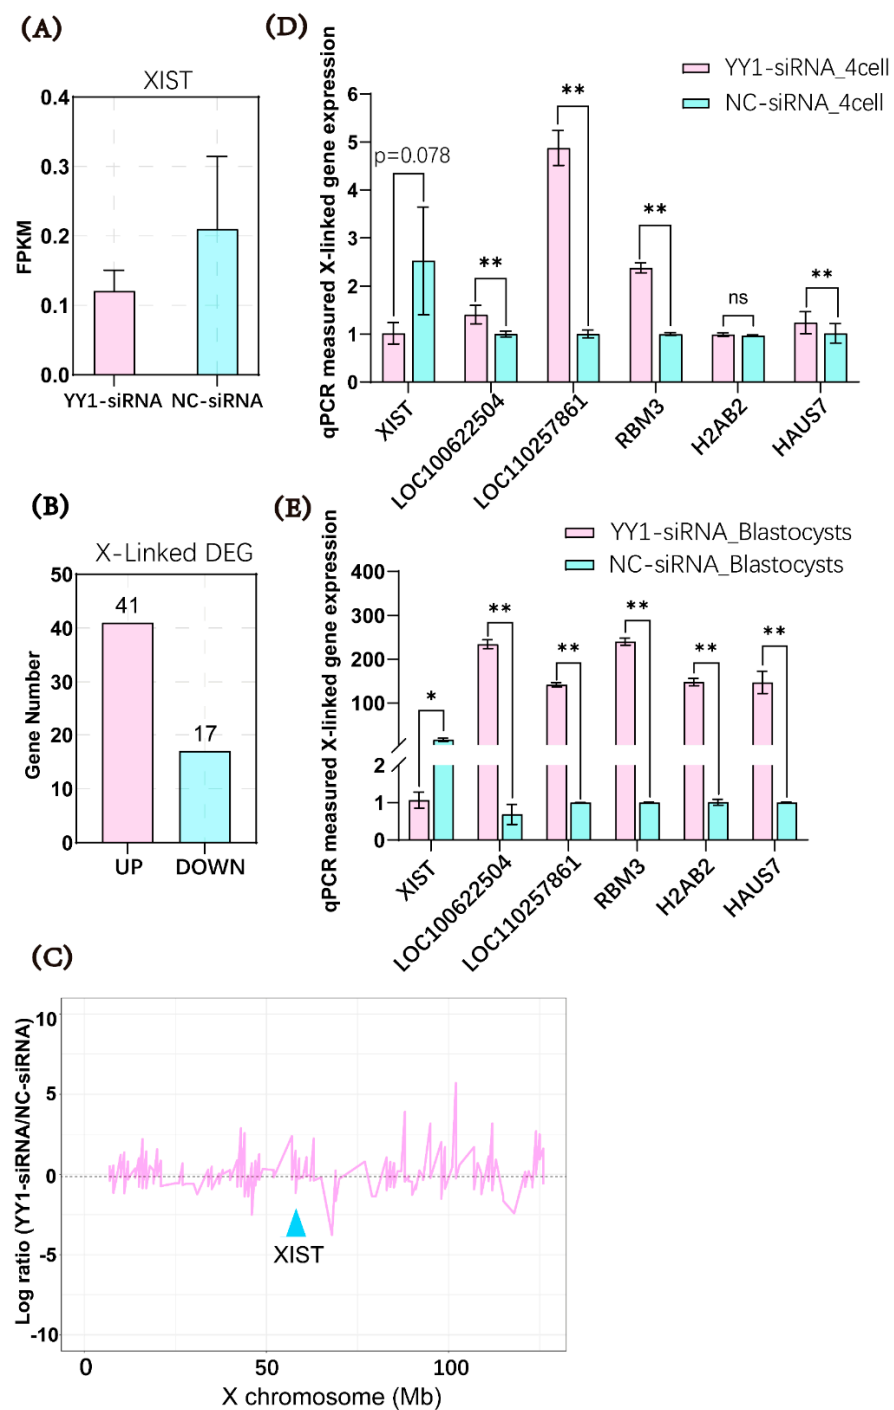 (A)
XIST
FPKM
0.4
0.3
0.2
0.1
0.0
YY1-siRNA NC-siRNA
(D)
YY1-siRNA_4cell
NC-siRNA_4cell
qPCR measured X-linked gene expression
6
5
4
3
2
1
0
p=0.078
**
**
**
ns
**
XIST
LOC100622504
LOC110257861
RBM3
H2AB2
HAUS7
(B)
X-Linked DEG
Gene Number
50
40
30
20
10
0
41
17
UP DOWN
(E)
YY1-siRNA_Blastocysts
NC-siRNA_Blastocysts
qPCR measured X-linked gene expression
400
300
200
100
2
1
0
*
**
**
**
**
**
XIST
LOC100622504
LOC110257861
RBM3
H2AB2
HAUS7
(C)
Log ratio (YY1-siRNA/NC-siRNA)
10
5
0
-5
-10
XIST
0 50 100
X chromosome (Mb)